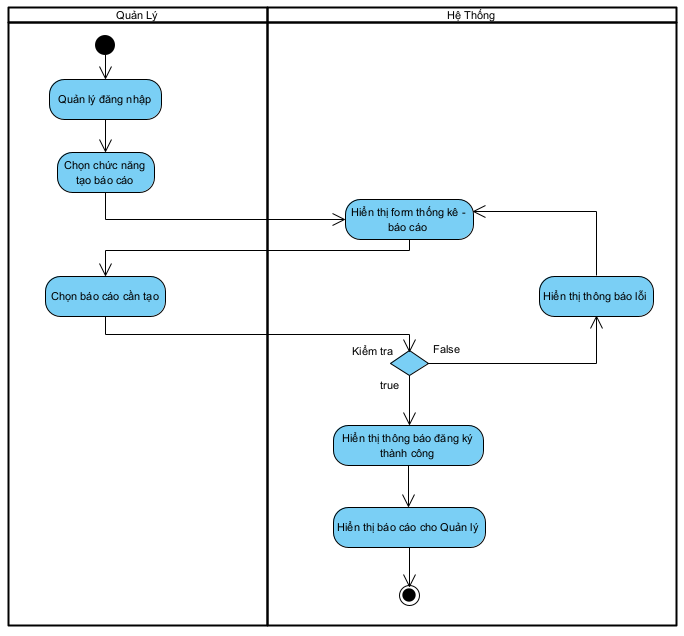 Quản Lý
Hệ Thống
Quản lý đăng nhập
Chọn chức năng
tạo báo cáo
Hiển thị form thống kê -
báo cáo
Chọn báo cáo cần tạo
Hiển thị thông báo lỗi
Kiểm tra
False
true
Hiển thị thông báo đăng ký
thành công
Hiển thị báo cáo cho Quản lý